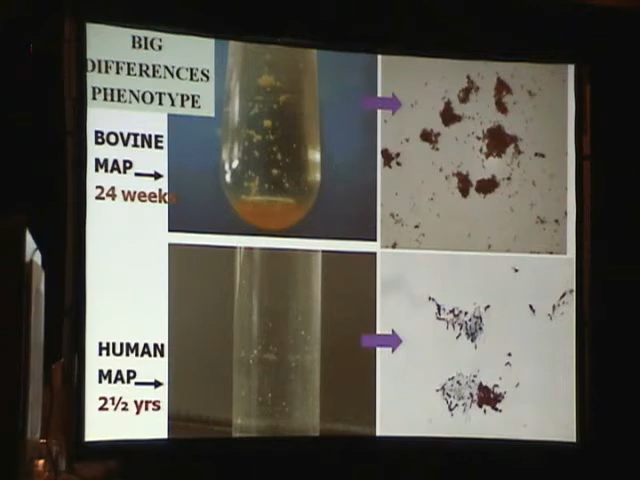 BIG
DIFFERENCES
PHENOTYPE
BOVINE
MAP
24 weeks
HUMAN
MAP
2½ yrs